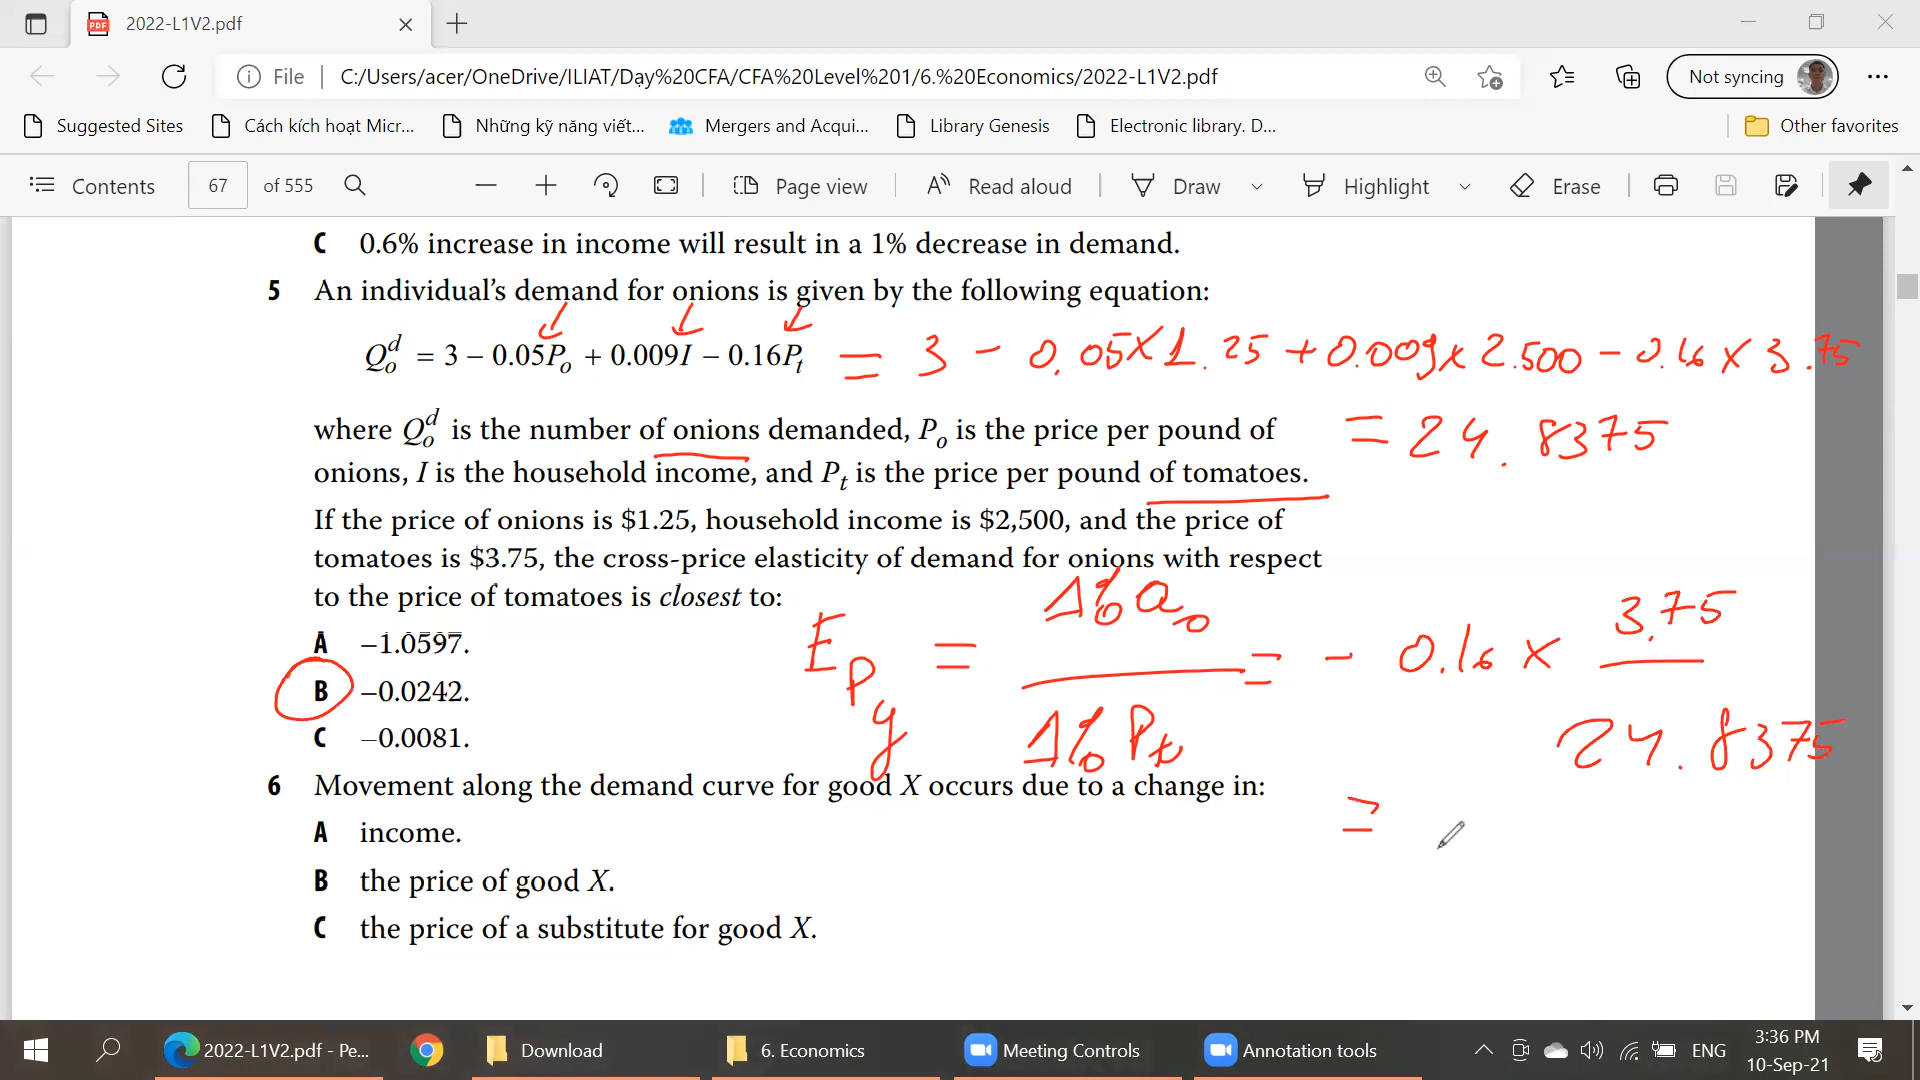 2022-L1V2.pdf
File | C:/Users/acer/OneDrive/ILIAT/Dạy%20CFA/CFA%20Level%201/6.%20Economics/2022-L1V2.pdf
Not syncing
Suggested Sites
Cách kích hoạt Micr...
Những kỹ năng viết...
Mergers and Acqui...
Library Genesis
Electronic library. D...
Other favorites
Contents
67 of 555
Page view
Read aloud
Draw
Highlight
Erase
C 0.6% increase in income will result in a 1% decrease in demand.
5 An individual's demand for onions is given by the following equation:
Q_o^d = 3 − 0.05P_o + 0.009I − 0.16P_t = 3 − 0.05×1.25 + 0.009×2.500 − 0.16×3.75
where Q_o^d is the number of onions demanded, P_o is the price per pound of
= 24.8375
onions, I is the household income, and P_t is the price per pound of tomatoes.
If the price of onions is $1.25, household income is $2,500, and the price of
tomatoes is $3.75, the cross-price elasticity of demand for onions with respect
to the price of tomatoes is closest to:
A −1.0597.
B −0.0242.
C −0.0081.
E_Py = Δ%Q_o / Δ%P_t = − 0.16 × 3.75 / 24.8375
=
6 Movement along the demand curve for good X occurs due to a change in:
A income.
B the price of good X.
C the price of a substitute for good X.
2022-L1V2.pdf - Pe...
Download
6. Economics
Meeting Controls
Annotation tools
ENG
3:36 PM
10-Sep-21